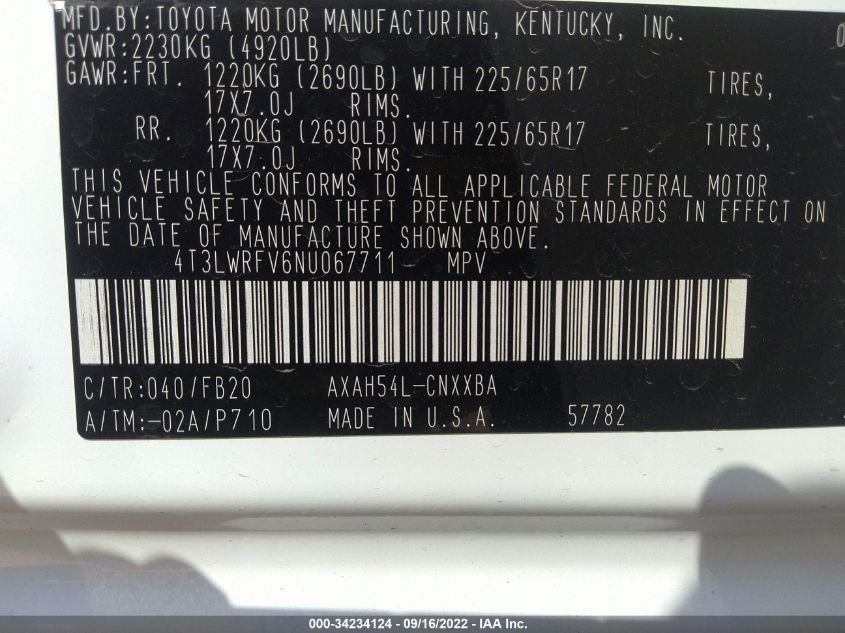 MFD.BY:TOYOTA MOTOR MANUFACTURING, KENTUCKY, INC.
GVWR:2230KG (4920LB)
GAWR:FRT. 1220KG (2690LB) WITH 225/65R17 TIRES,
17X7.0J RIMS.
RR. 1220KG (2690LB) WITH 225/65R17 TIRES,
17X7.0J RIMS.
THIS VEHICLE CONFORMS TO ALL APPLICABLE FEDERAL MOTOR
VEHICLE SAFETY AND THEFT PREVENTION STANDARDS IN EFFECT ON
THE DATE OF MANUFACTURE SHOWN ABOVE.
4T3LWRFV6NU067711 MPV
C/TR:040/FB20 AXAH54L-CNXXBA
A/TM:-02A/P710 MADE IN U.S.A. 57782
000-34234124 - 09/16/2022 - IAA Inc.